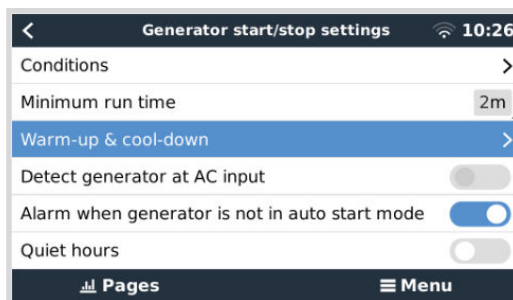 Generator start/stop settings 10:26
Conditions
Minimum run time 2m
Warm-up & cool-down
Detect generator at AC input
Alarm when generator is not in auto start mode
Quiet hours
Pages Menu